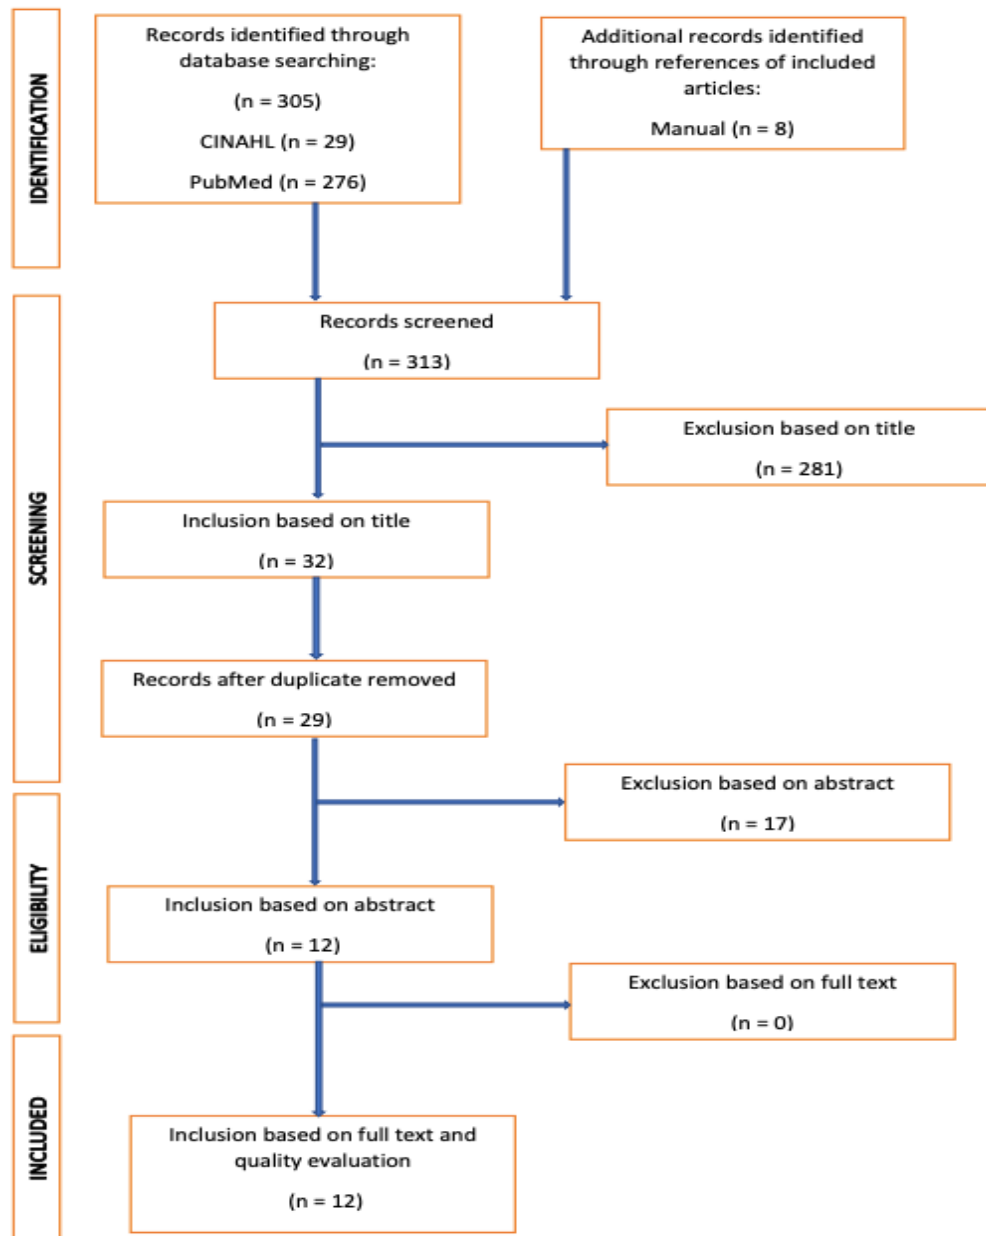 IDENTIFICATION
Records identified through
database searching:
(n = 305)
CINAHL (n = 29)
PubMed (n = 276)
Additional records identified
through references of included
articles:
Manual (n = 8)
SCREENING
Records screened
(n = 313)
Exclusion based on title
(n = 281)
Inclusion based on title
(n = 32)
Records after duplicate removed
(n = 29)
ELIGIBILITY
Exclusion based on abstract
(n = 17)
Inclusion based on abstract
(n = 12)
Exclusion based on full text
(n = 0)
INCLUDED
Inclusion based on full text and
quality evaluation
(n = 12)